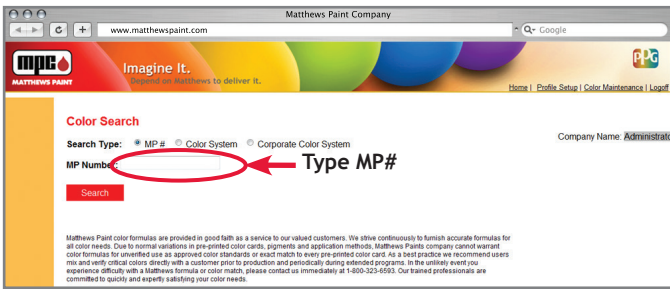 Matthews Paint Company
www.matthewspaint.com
Google
mpc
MATTHEWS PAINT
Imagine It.
Depend on Matthews to deliver it.
PPG
Home | Profile Setup | Color Maintenance | Logoff
Color Search
Company Name: Administrato
Search Type: MP # Color System Corporate Color System
MP Number:
Type MP#
Search
Matthews Paint color formulas are provided in good faith as a service to our valued customers. We strive continuously to furnish accurate formulas for
all color needs. Due to normal variations in pre-printed color cards, pigments and application methods, Matthews Paints company cannot warrant
color formulas for unverified use as approved color standards or exact match to every pre-printed color card. As a best practice we recommend users
mix and verify critical colors directly with a customer prior to production and periodically during extended programs. In the unlikely event you
experience difficulty with a Matthews formula or color match, please contact us immediately at 1-800-323-6593. Our trained professionals are
committed to quickly and expertly satisfying your color needs.